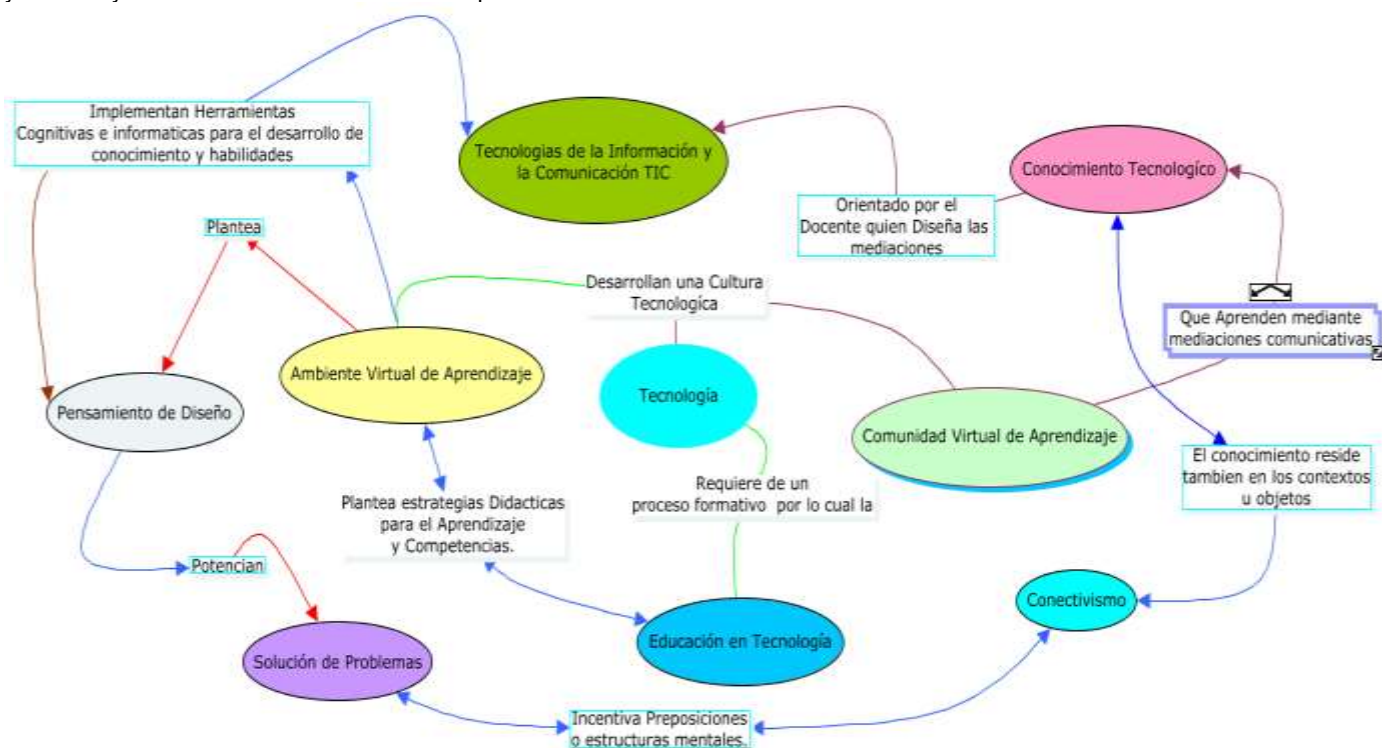 Implementan Herramientas
Cognitivas e informaticas para el desarrollo de
conocimiento y habilidades
Tecnologias de la Información y
la Comunicación TIC
Conocimiento Tecnologíco
Orientado por el
Docente quien Diseña las
mediaciones
Plantea
Desarrollan una Cultura
Tecnologíca
Que Aprenden mediante
mediaciones comunicativas
Ambiente Virtual de Aprendizaje
Tecnología
Pensamiento de Diseño
Comunidad Virtual de Aprendizaje
El conocimiento reside
tambien en los contextos
u objetos
Requiere de un
proceso formativo por lo cual la
Plantea estrategias Didacticas
para el Aprendizaje
y Competencias.
Potencian
Conectivismo
Educación en Tecnología
Solución de Problemas
Incentiva Preposiciones
o estructuras mentales.